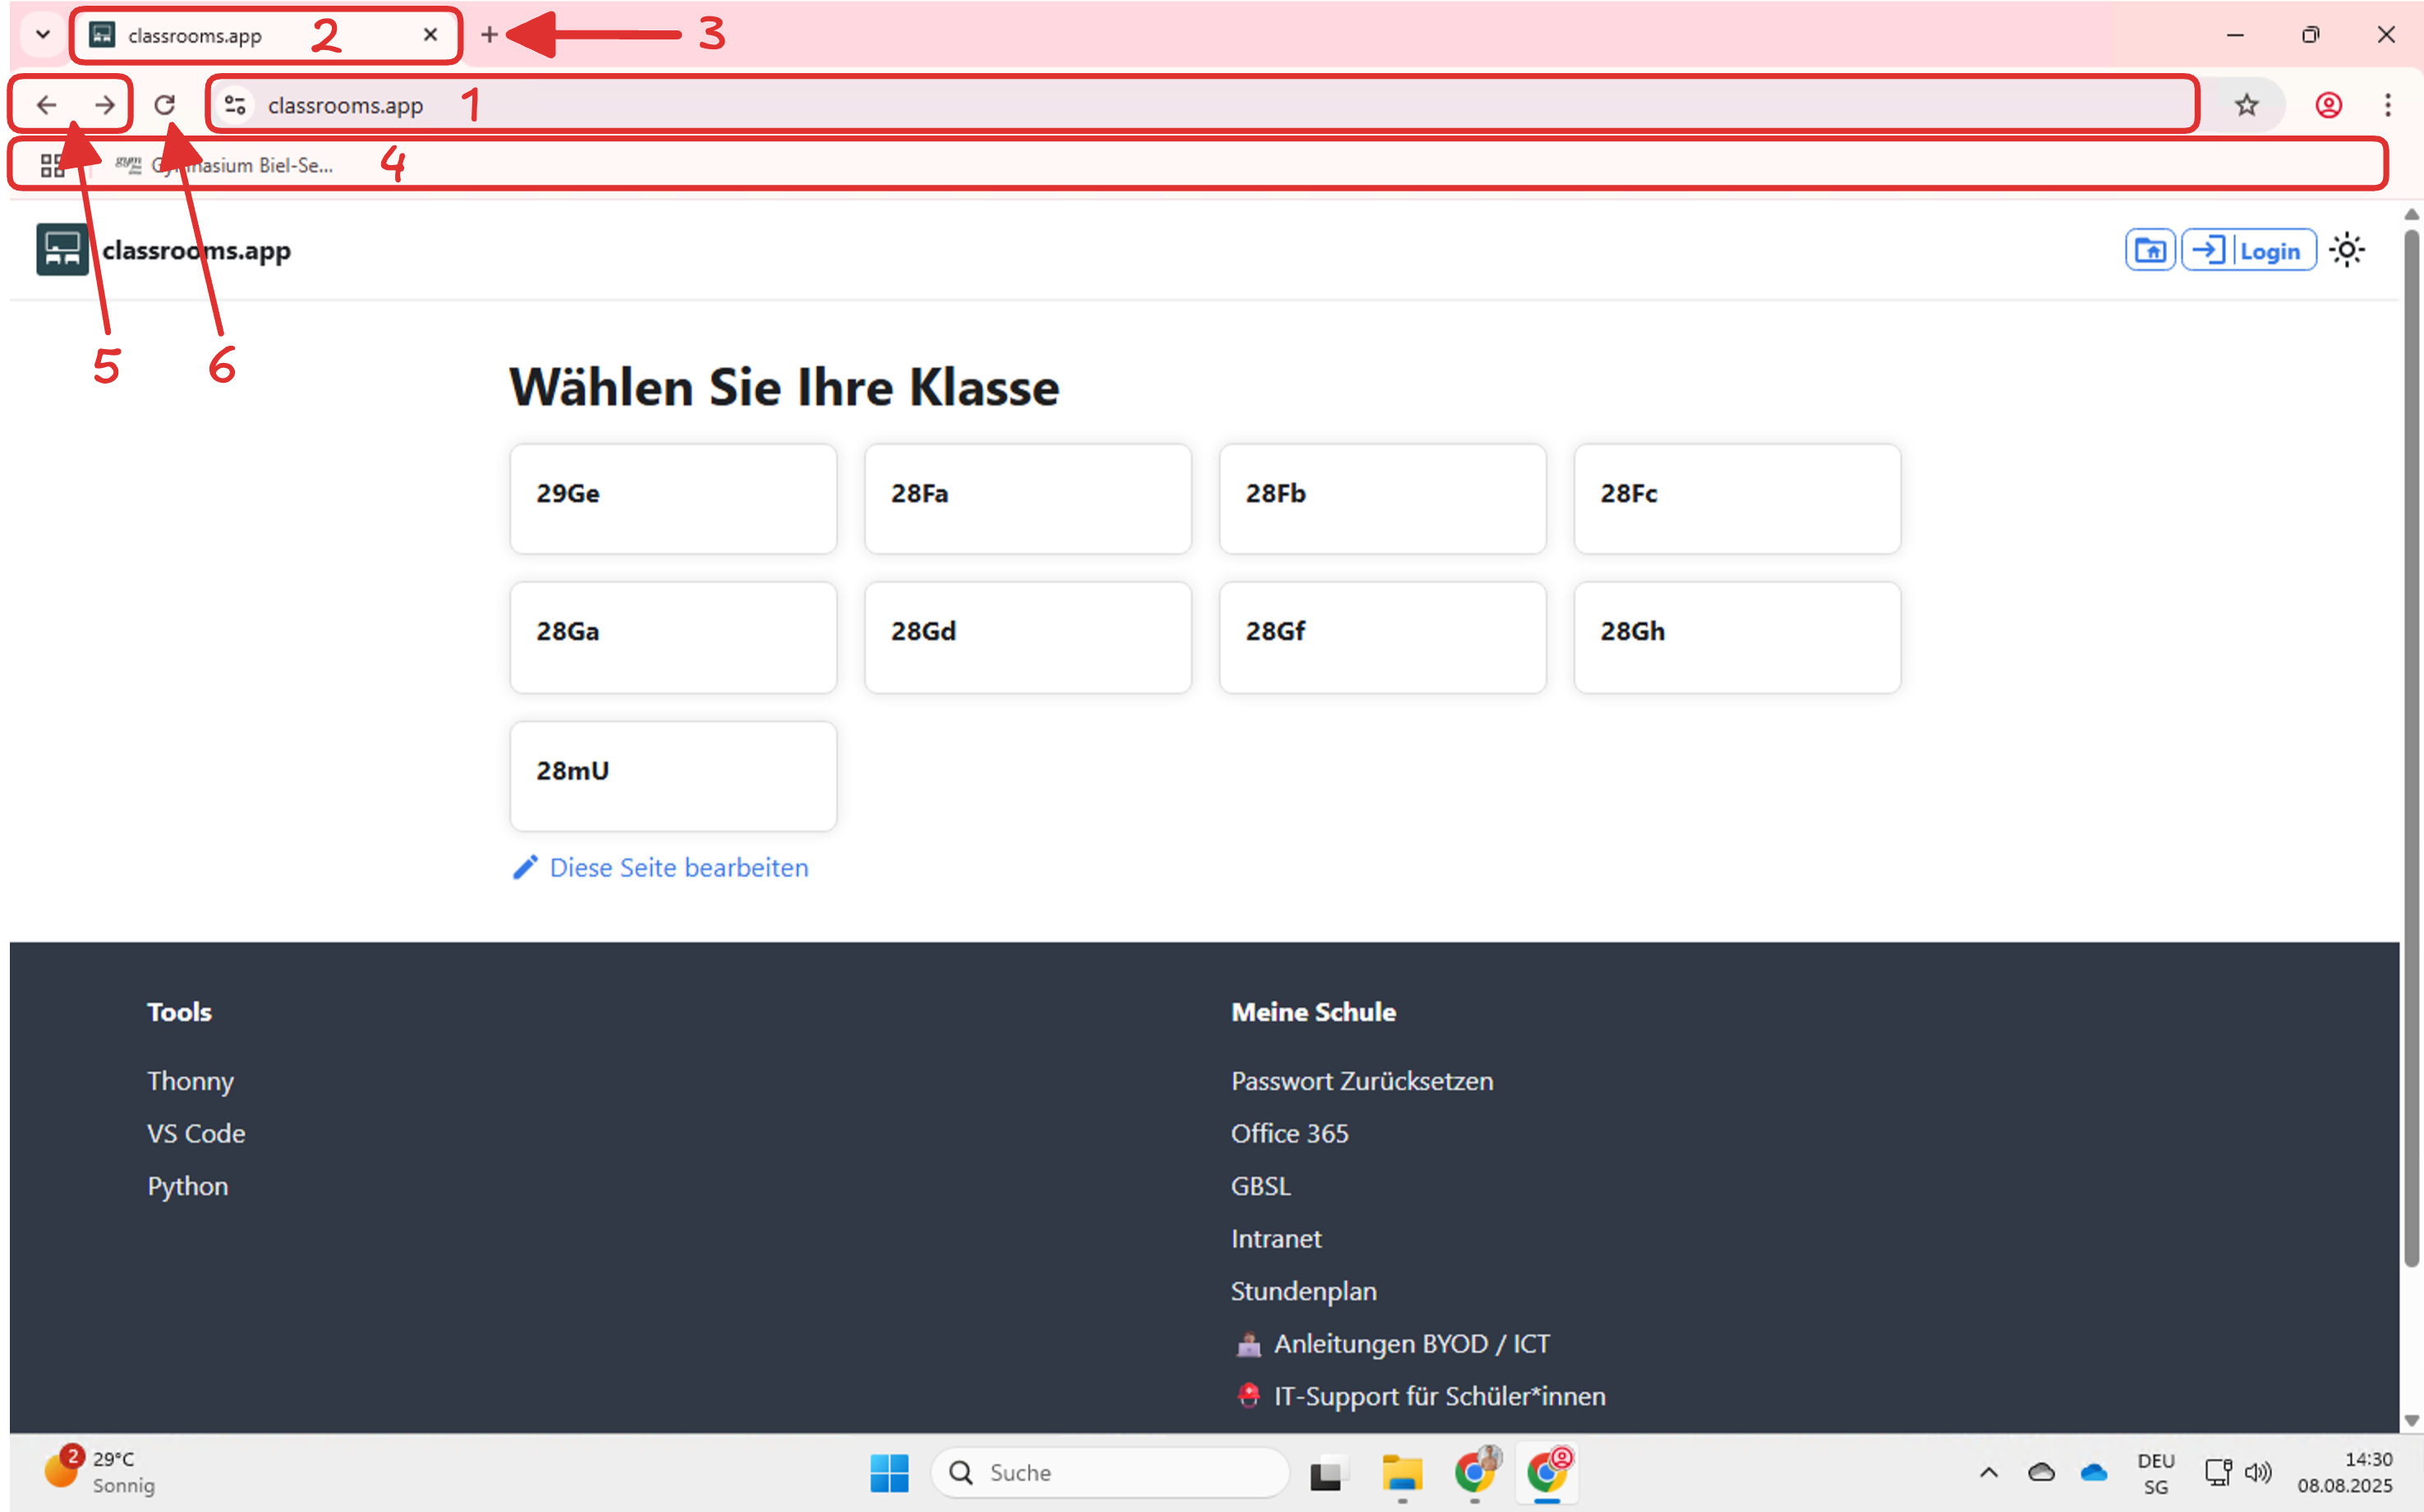 classrooms.app 2 3
classrooms.app 1
gym Gymnasium Biel-Se... 4
classrooms.app Login
5 6
Wählen Sie Ihre Klasse
29Ge 28Fa 28Fb 28Fc
28Ga 28Gd 28Gf 28Gh
28mU
Diese Seite bearbeiten
Tools Meine Schule
Thonny Passwort Zurücksetzen
VS Code Office 365
Python GBSL
Intranet
Stundenplan
Anleitungen BYOD / ICT
IT-Support für Schüler*innen
2 29°C Suche DEU 14:30
Sonnig SG 08.08.2025